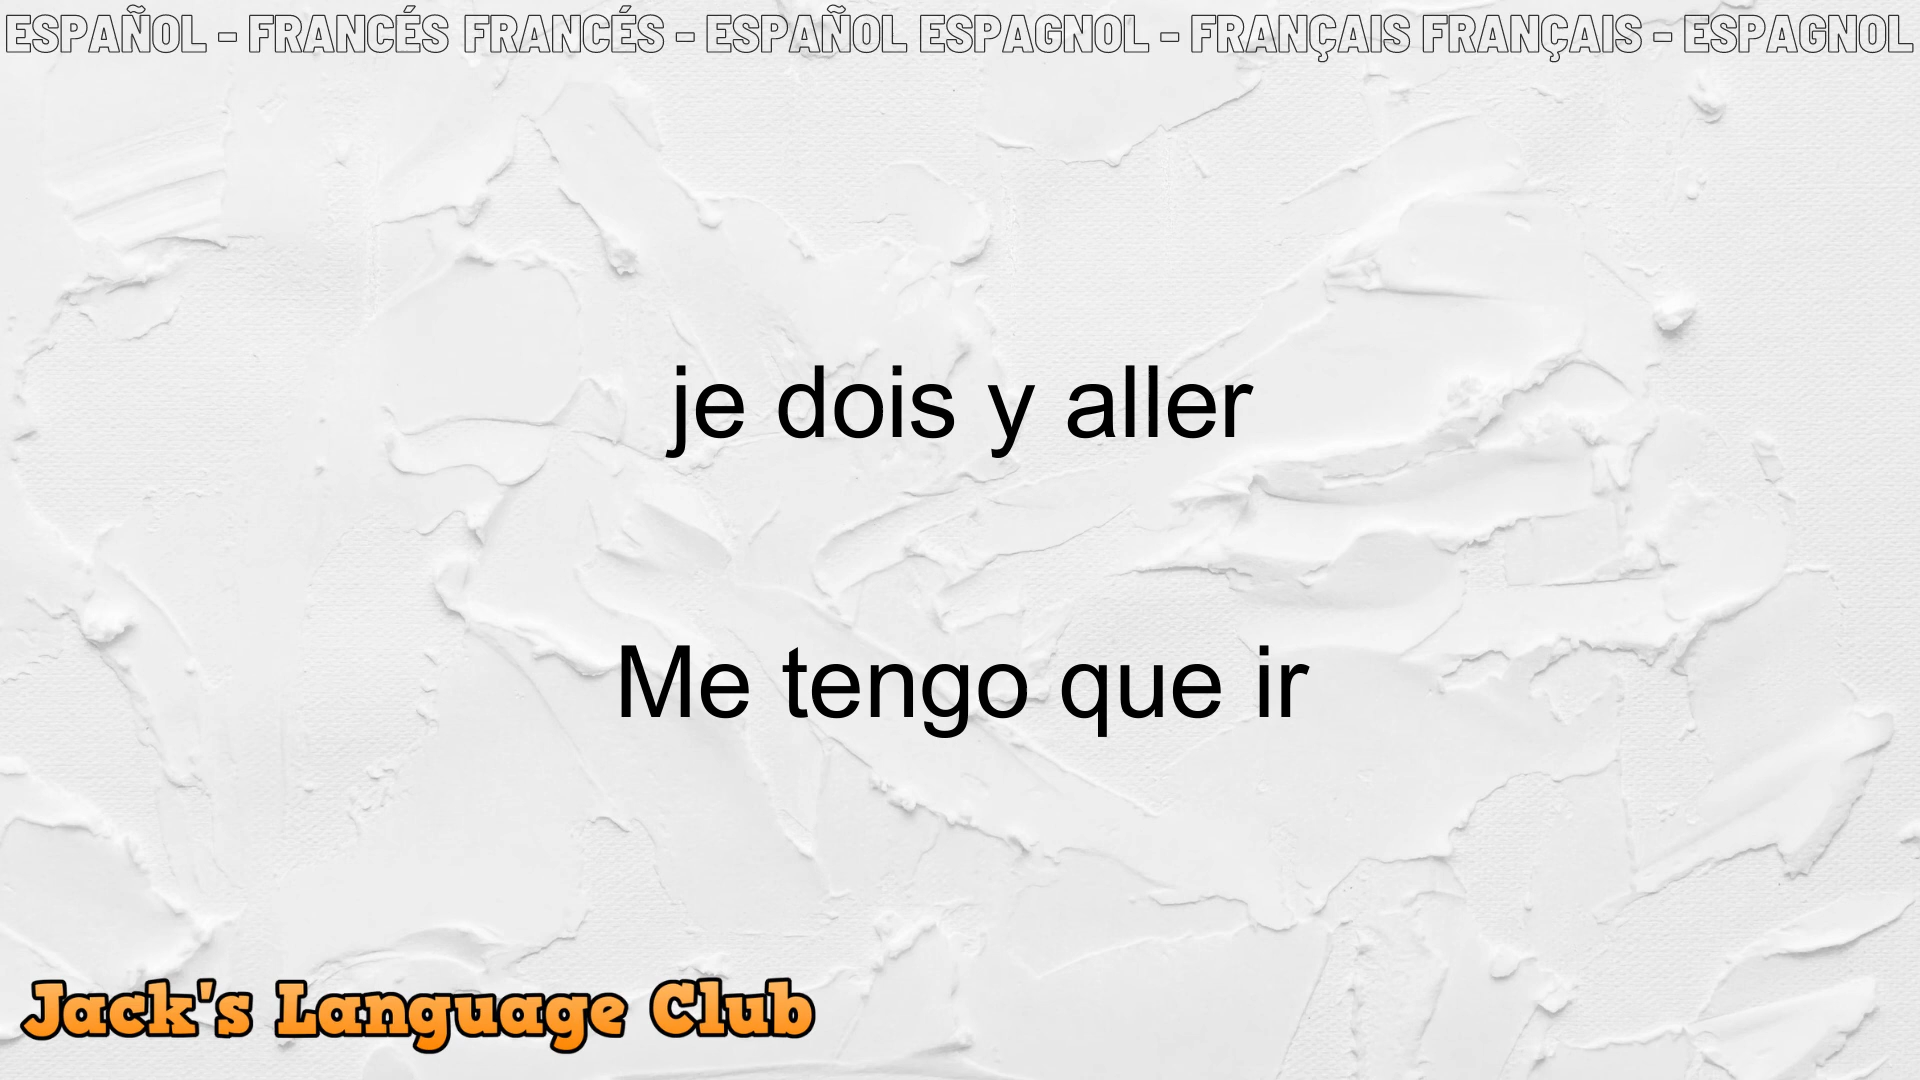 ESPAÑOL - FRANCÉS FRANCÉS - ESPAÑOL ESPAGNOL - FRANÇAIS FRANÇAIS - ESPAGNOL
je dois y aller
Me tengo que ir
Jack's Language Club